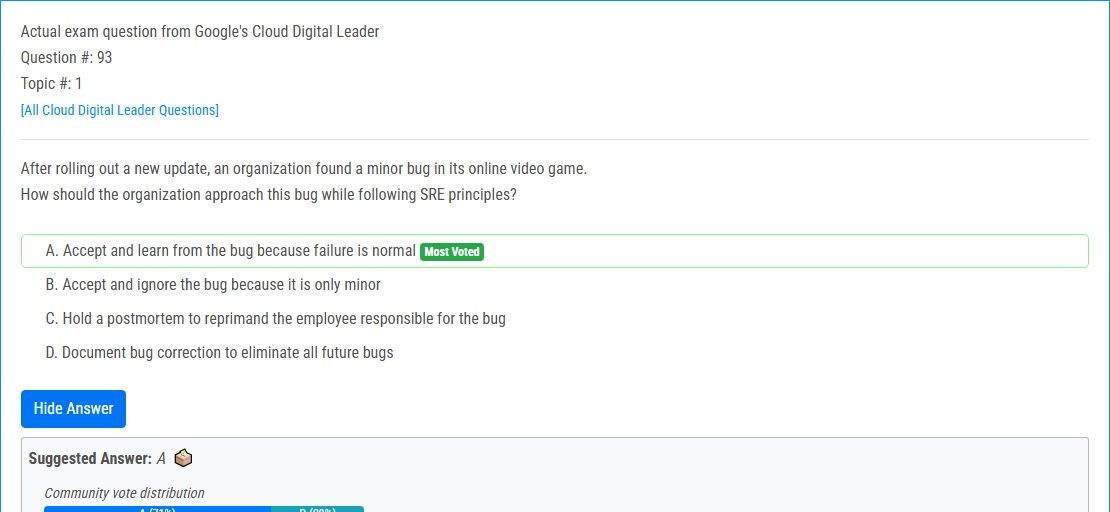 Actual exam question from Google's Cloud Digital Leader
Question #: 93
Topic #: 1
[All Cloud Digital Leader Questions]
After rolling out a new update, an organization found a minor bug in its online video game.
How should the organization approach this bug while following SRE principles?
A. Accept and learn from the bug because failure is normal Most Voted
B. Accept and ignore the bug because it is only minor
C. Hold a postmortem to reprimand the employee responsible for the bug
D. Document bug correction to eliminate all future bugs
Hide Answer
Suggested Answer: A
Community vote distribution